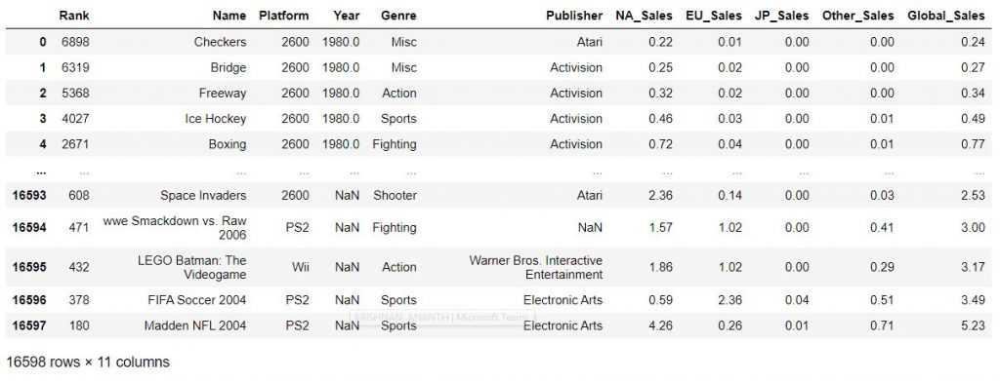 Rank Name Platform Year Genre Publisher NA_Sales EU_Sales JP_Sales Other_Sales Global_Sales
0 6898 Checkers 2600 1980.0 Misc Atari 0.22 0.01 0.00 0.00 0.24
1 6319 Bridge 2600 1980.0 Misc Activision 0.25 0.02 0.00 0.00 0.27
2 5368 Freeway 2600 1980.0 Action Activision 0.32 0.02 0.00 0.00 0.34
3 4027 Ice Hockey 2600 1980.0 Sports Activision 0.46 0.03 0.00 0.01 0.49
4 2671 Boxing 2600 1980.0 Fighting Activision 0.72 0.04 0.00 0.01 0.77
... ... ... ... ... ... ... ... ... ... ... ...
16593 608 Space Invaders 2600 NaN Shooter Atari 2.36 0.14 0.00 0.03 2.53
16594 471 wwe Smackdown vs. Raw 2006 PS2 NaN Fighting NaN 1.57 1.02 0.00 0.41 3.00
16595 432 LEGO Batman: The Videogame Wii NaN Action Warner Bros. Interactive Entertainment 1.86 1.02 0.00 0.29 3.17
16596 378 FIFA Soccer 2004 PS2 NaN Sports Electronic Arts 0.59 2.36 0.04 0.51 3.49
KRISHNAN, ANANTH | Microsoft Teams
16597 180 Madden NFL 2004 PS2 NaN Sports Electronic Arts 4.26 0.26 0.01 0.71 5.23
16598 rows × 11 columns